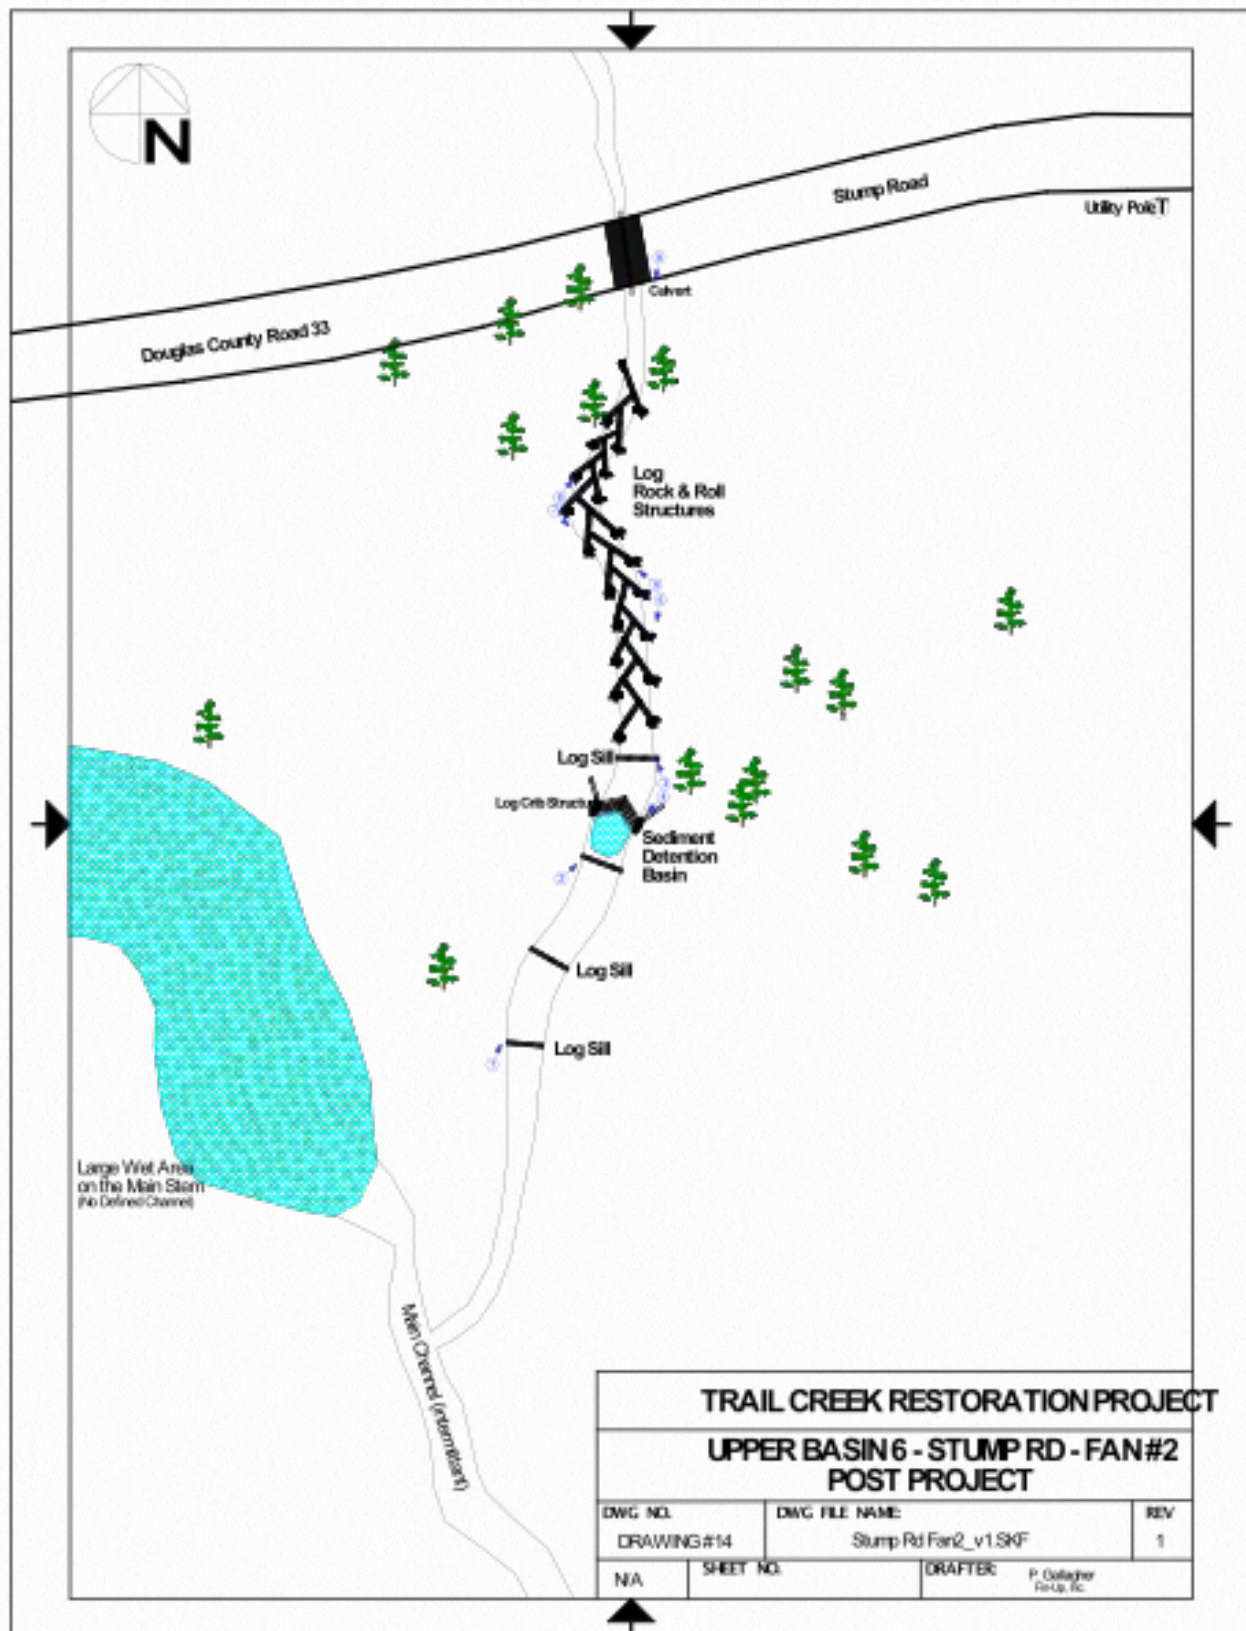 N
Stump Road
Utility Pole T
Culvert
Douglas County Road 33
Log
Rock & Roll
Structures
Log Sill
Log Crib Structure
Sediment
Detention
Basin
Log Sill
Log Sill
Large Wet Area
on the Main Stem
(No Defined Channel)
Main Channel (intermittant)
TRAIL CREEK RESTORATION PROJECT
UPPER BASIN 6 - STUMP RD - FAN #2
POST PROJECT
DWG NO.
DWG FILE NAME:
REV
DRAWING #14
Stump Rd Fan2_v1.SKF
1
N/A
SHEET NO.
DRAFTER:
P. Gallagher